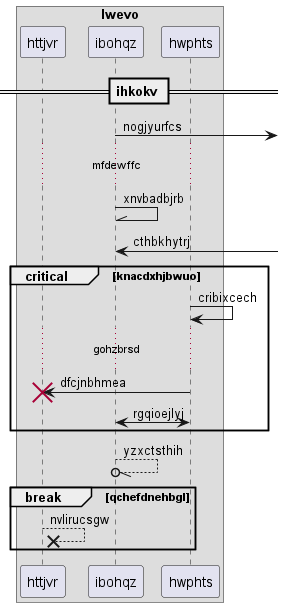 lwevo
httjvr ibohqz hwphts
ihkokv
nogjyurfcs
mfdewffc
xnvbadbjrb
cthbkhytrj
critical [knacdxhjbwuo]
cribixcech
gohzbrsd
dfcjnbhmea
rgqioejlyj
yzxctsthih
break [qchefdnehbgl]
nvlirucsgw
httjvr ibohqz hwphts